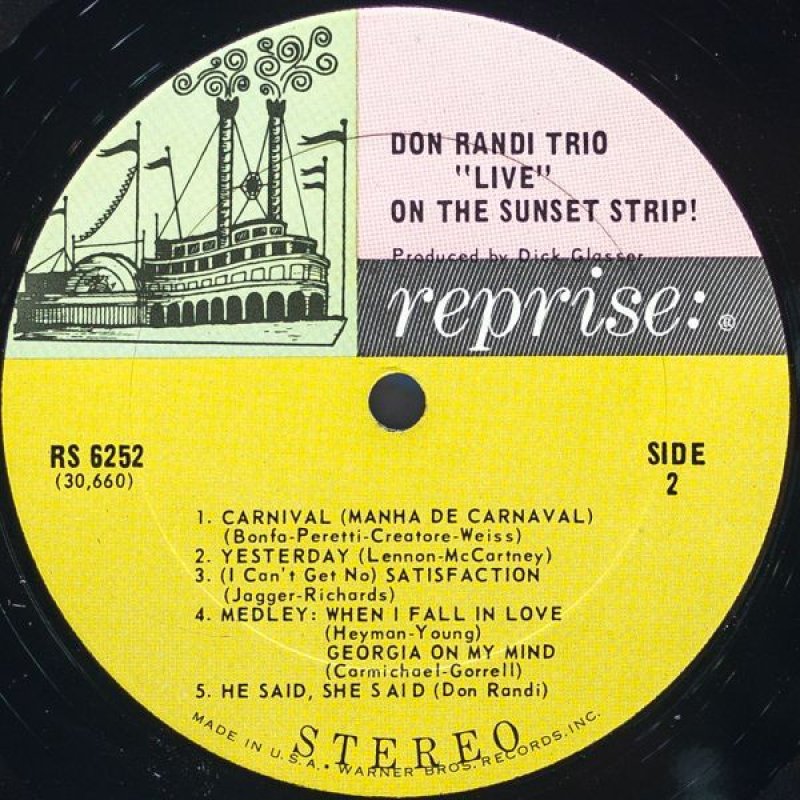 DON RANDI TRIO
"LIVE"
ON THE SUNSET STRIP!
Produced by Dick Glasser
reprise:®
RS 6252
(30,660)
SIDE
2
1. CARNIVAL (MANHA DE CARNAVAL)
(Bonfa-Peretti-Creatore-Weiss)
2. YESTERDAY (Lennon-McCartney)
3. (I Can't Get No) SATISFACTION
(Jagger-Richards)
4. MEDLEY: WHEN I FALL IN LOVE
(Heyman-Young)
GEORGIA ON MY MIND
(Carmichael-Gorrell)
5. HE SAID, SHE SAID (Don Randi)
STEREO
MADE IN U.S.A. • WARNER BROS. RECORDS, INC.